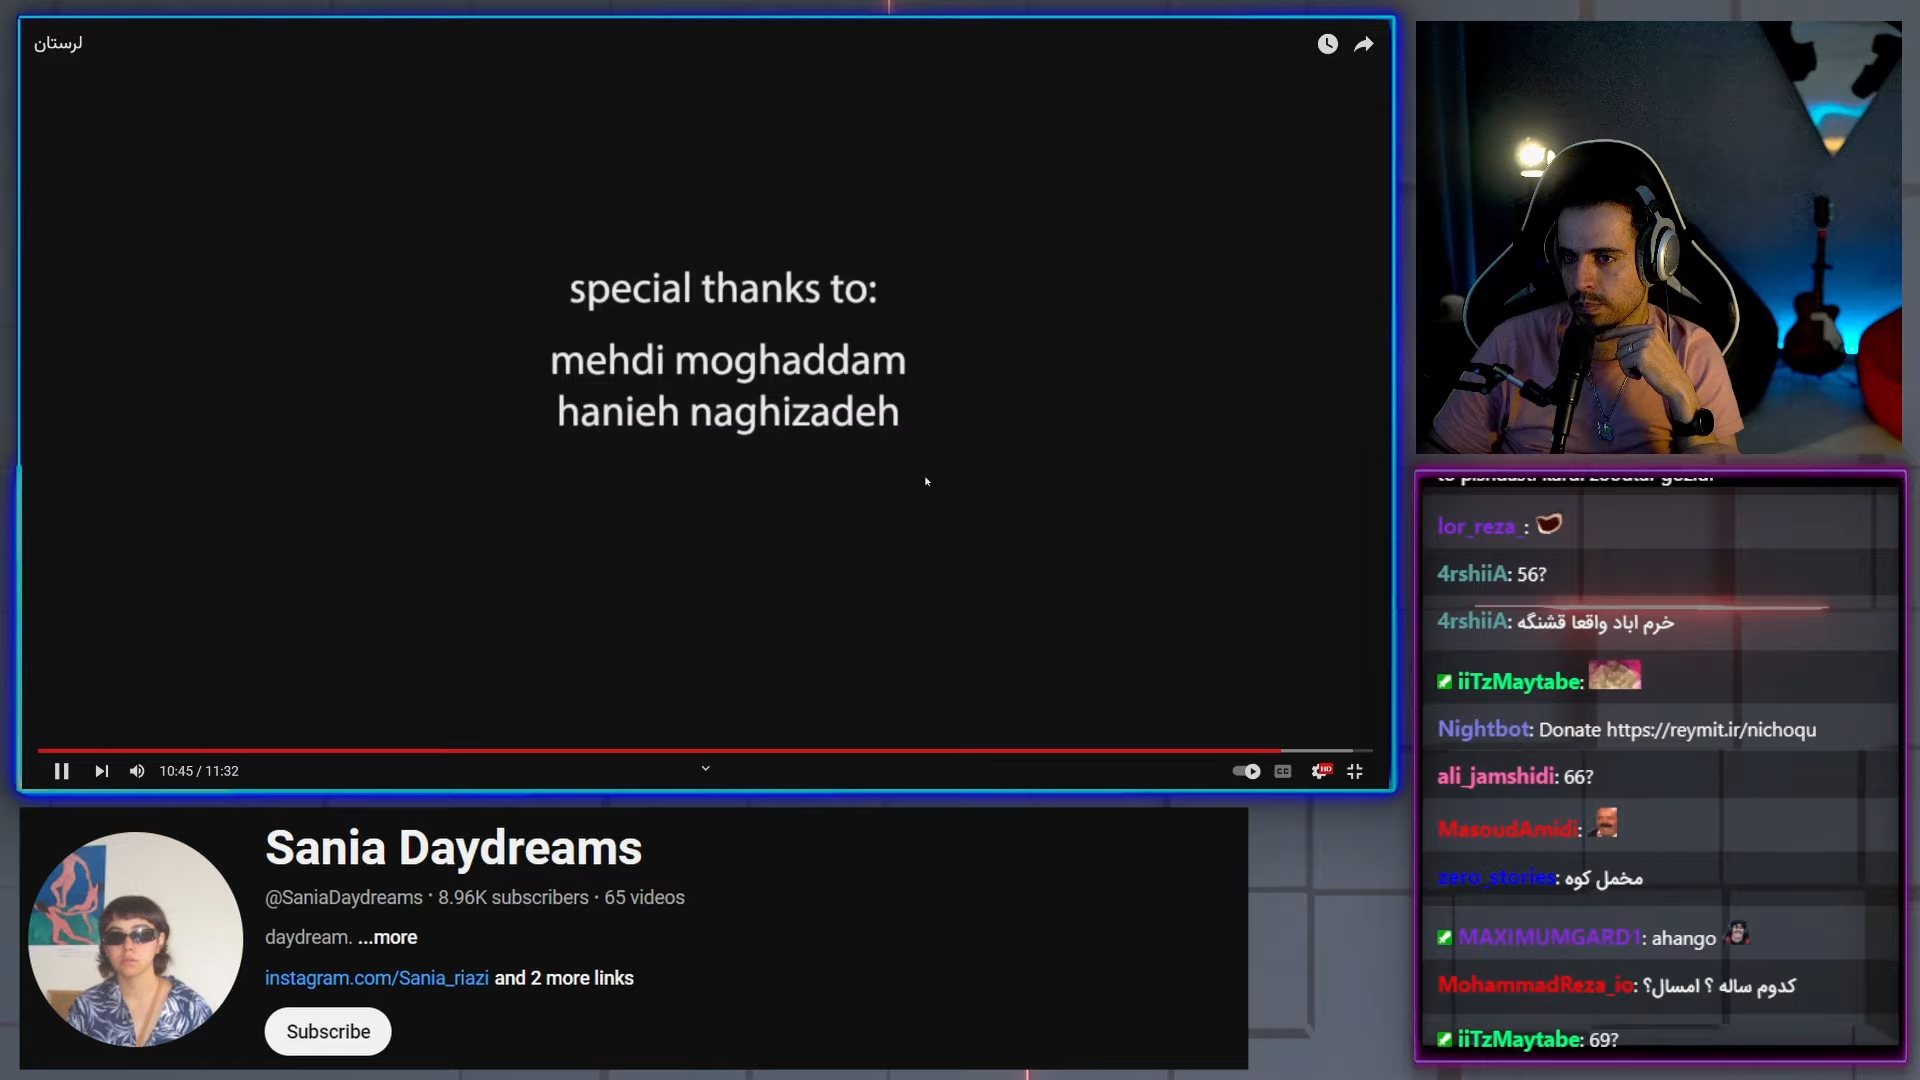 لرستان
special thanks to:
mehdi moghaddam
hanieh naghizadeh
10:45 / 11:32
CC
HD
Sania Daydreams
@SaniaDaydreams · 8.96K subscribers · 65 videos
daydream. ...more
instagram.com/Sania_riazi and 2 more links
Subscribe
lor_reza_:
4rshiiA: 56?
4rshiiA: خرم اباد واقعا قشنگه
iiTzMaytabe:
Nightbot: Donate https://reymit.ir/nichoqu
ali_jamshidi: 66?
MasoudAmidi:
zero_stories: مخمل کوه
MAXIMUMGARD1: ahango
MohammadReza_io: کدوم ساله ؟ امسال؟
iiTzMaytabe: 69?